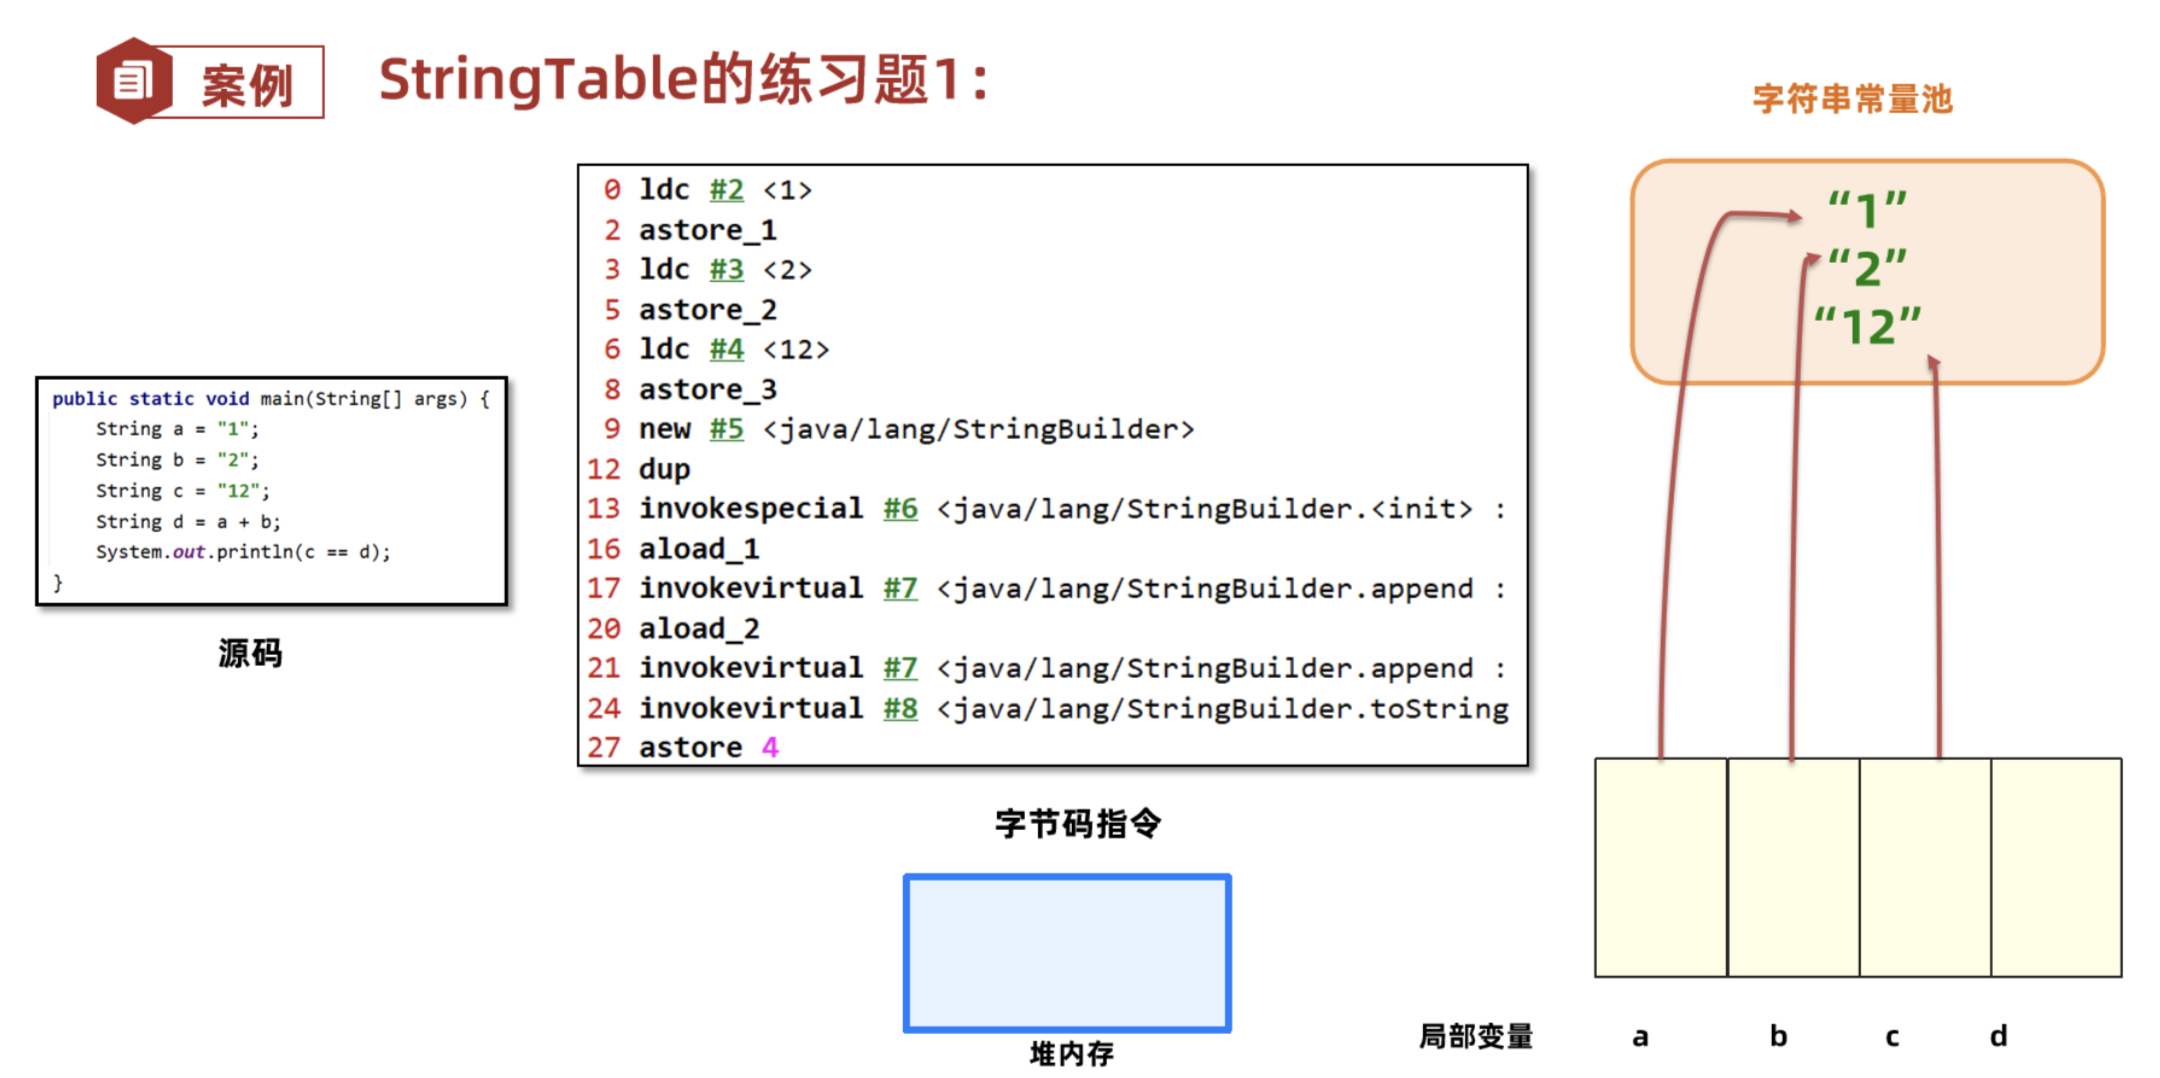 案例
StringTable的练习题1:
public static void main(String[] args) {
String a = "1";
String b = "2";
String c = "12";
String d = a + b;
System.out.println(c == d);
}
源码
0 ldc #2 <1>
2 astore_1
3 ldc #3 <2>
5 astore_2
6 ldc #4 <12>
8 astore_3
9 new #5 <java/lang/StringBuilder>
12 dup
13 invokespecial #6 <java/lang/StringBuilder.<init> :
16 aload_1
17 invokevirtual #7 <java/lang/StringBuilder.append :
20 aload_2
21 invokevirtual #7 <java/lang/StringBuilder.append :
24 invokevirtual #8 <java/lang/StringBuilder.toString
27 astore 4
字节码指令
堆内存
字符串常量池
“1”
“2”
“12”
局部变量 a b c d